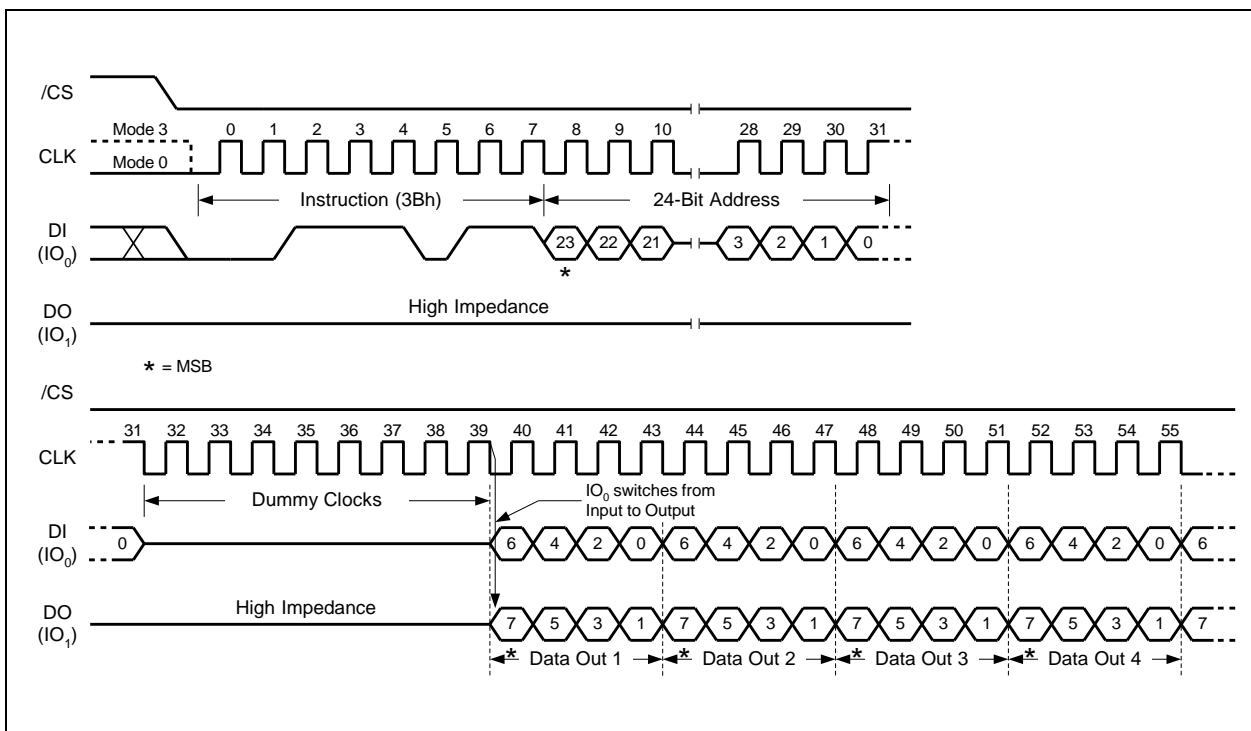 /CS
Mode 3 0 1 2 3 4 5 6 7 8 9 10 28 29 30 31
CLK Mode 0
Instruction (3Bh) 24-Bit Address
DI
(IO0) 23 22 21 3 2 1 0
*
High Impedance
DO
(IO1)
* = MSB
/CS
31 32 33 34 35 36 37 38 39 40 41 42 43 44 45 46 47 48 49 50 51 52 53 54 55
CLK
Dummy Clocks
IO0 switches from
Input to Output
DI
(IO0) 0 6 4 2 0 6 4 2 0 6 4 2 0 6 4 2 0 6
High Impedance
DO
(IO1) 7 5 3 1 7 5 3 1 7 5 3 1 7 5 3 1 7
* Data Out 1 * Data Out 2 * Data Out 3 * Data Out 4